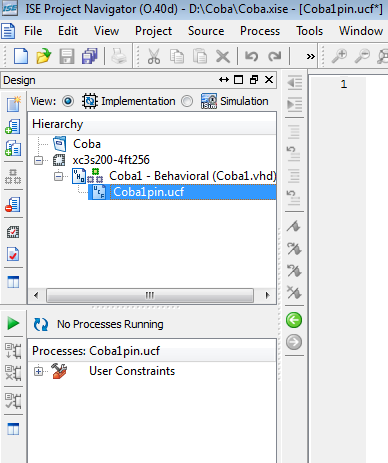 ISE ISE Project Navigator (O.40d) - D:\Coba\Coba.xise - [Coba1pin.ucf*]
File Edit View Project Source Process Tools Window
Design
View: Implementation Simulation
Hierarchy
Coba
xc3s200-4ft256
Coba1 - Behavioral (Coba1.vhd)
Coba1pin.ucf
No Processes Running
Processes: Coba1pin.ucf
User Constraints
1